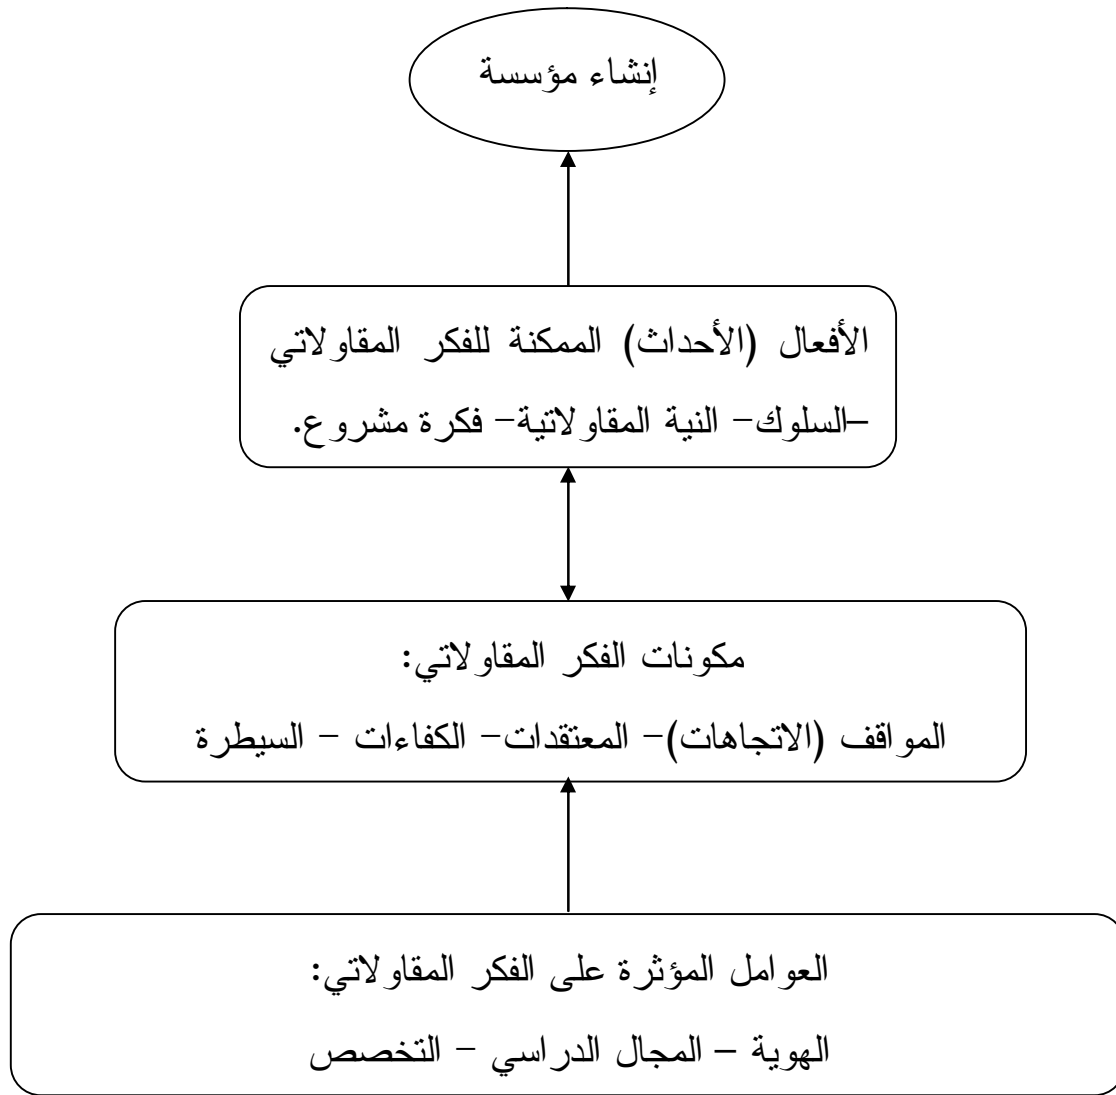 إنشاء مؤسسة
الأفعال (الأحداث) الممكنة للفكر المقاولاتي
–السلوك– النية المقاولاتية– فكرة مشروع.
مكونات الفكر المقاولاتي:
المواقف (الاتجاهات)– المعتقدات– الكفاءات – السيطرة
العوامل المؤثرة على الفكر المقاولاتي:
الهوية – المجال الدراسي – التخصص